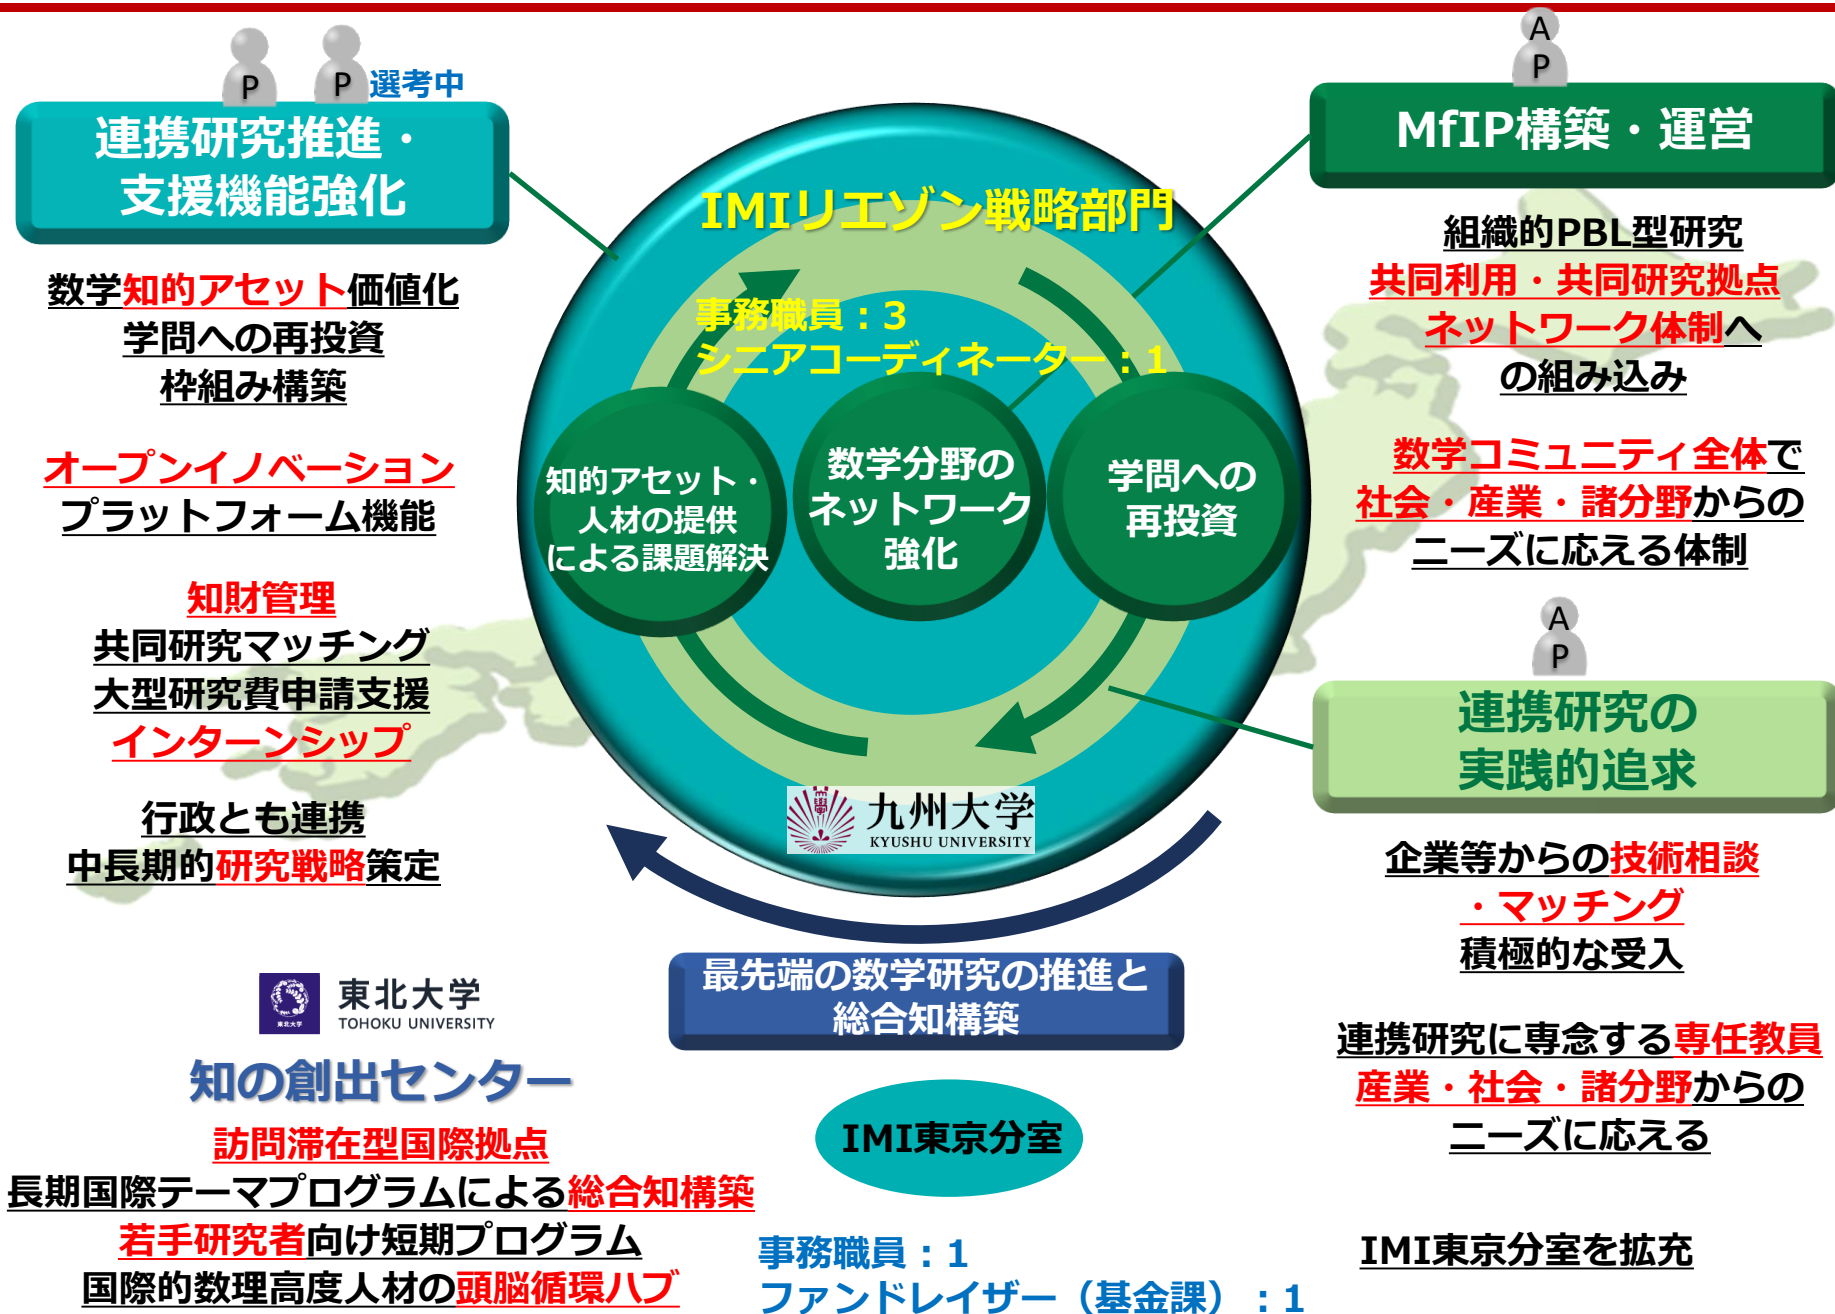 P
P
選考中
連携研究推進・
支援機能強化
数学知的アセット価値化
学問への再投資
枠組み構築
オープンイノベーション
プラットフォーム機能
知財管理
共同研究マッチング
大型研究費申請支援
インターンシップ
行政とも連携
中長期的研究戦略策定
IMIリエゾン戦略部門
事務職員：3
シニアコーディネーター：1
知的アセット・
人材の提供
による課題解決
数学分野の
ネットワーク
強化
学問への
再投資
九州大学
KYUSHU UNIVERSITY
A
P
MfIP構築・運営
組織的PBL型研究
共同利用・共同研究拠点
ネットワーク体制へ
の組み込み
数学コミュニティ全体で
社会・産業・諸分野からの
ニーズに応える体制
A
P
連携研究の
実践的追求
企業等からの技術相談
・マッチング
積極的な受入
連携研究に専念する専任教員
産業・社会・諸分野からの
ニーズに応える
IMI東京分室を拡充
最先端の数学研究の推進と
総合知構築
IMI東京分室
事務職員：1
ファンドレイザー（基金課）：1
東北大学
東北大学
TOHOKU UNIVERSITY
知の創出センター
訪問滞在型国際拠点
長期国際テーマプログラムによる総合知構築
若手研究者向け短期プログラム
国際的数理高度人材の頭脳循環ハブ